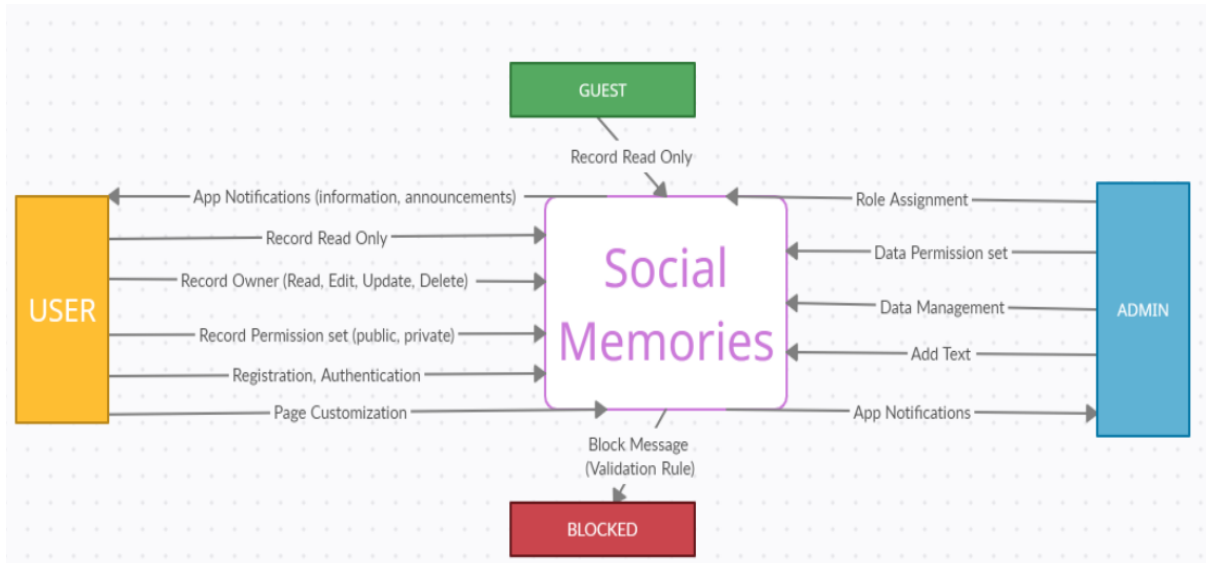 GUEST
Record Read Only
App Notifications (information, announcements)
Role Assignment
Record Read Only
Data Permission set
Social
Memories
Record Owner (Read, Edit, Update, Delete)
USER
Data Management
ADMIN
Record Permission set (public, private)
Add Text
Registration, Authentication
Page Customization
App Notifications
Block Message
(Validation Rule)
BLOCKED